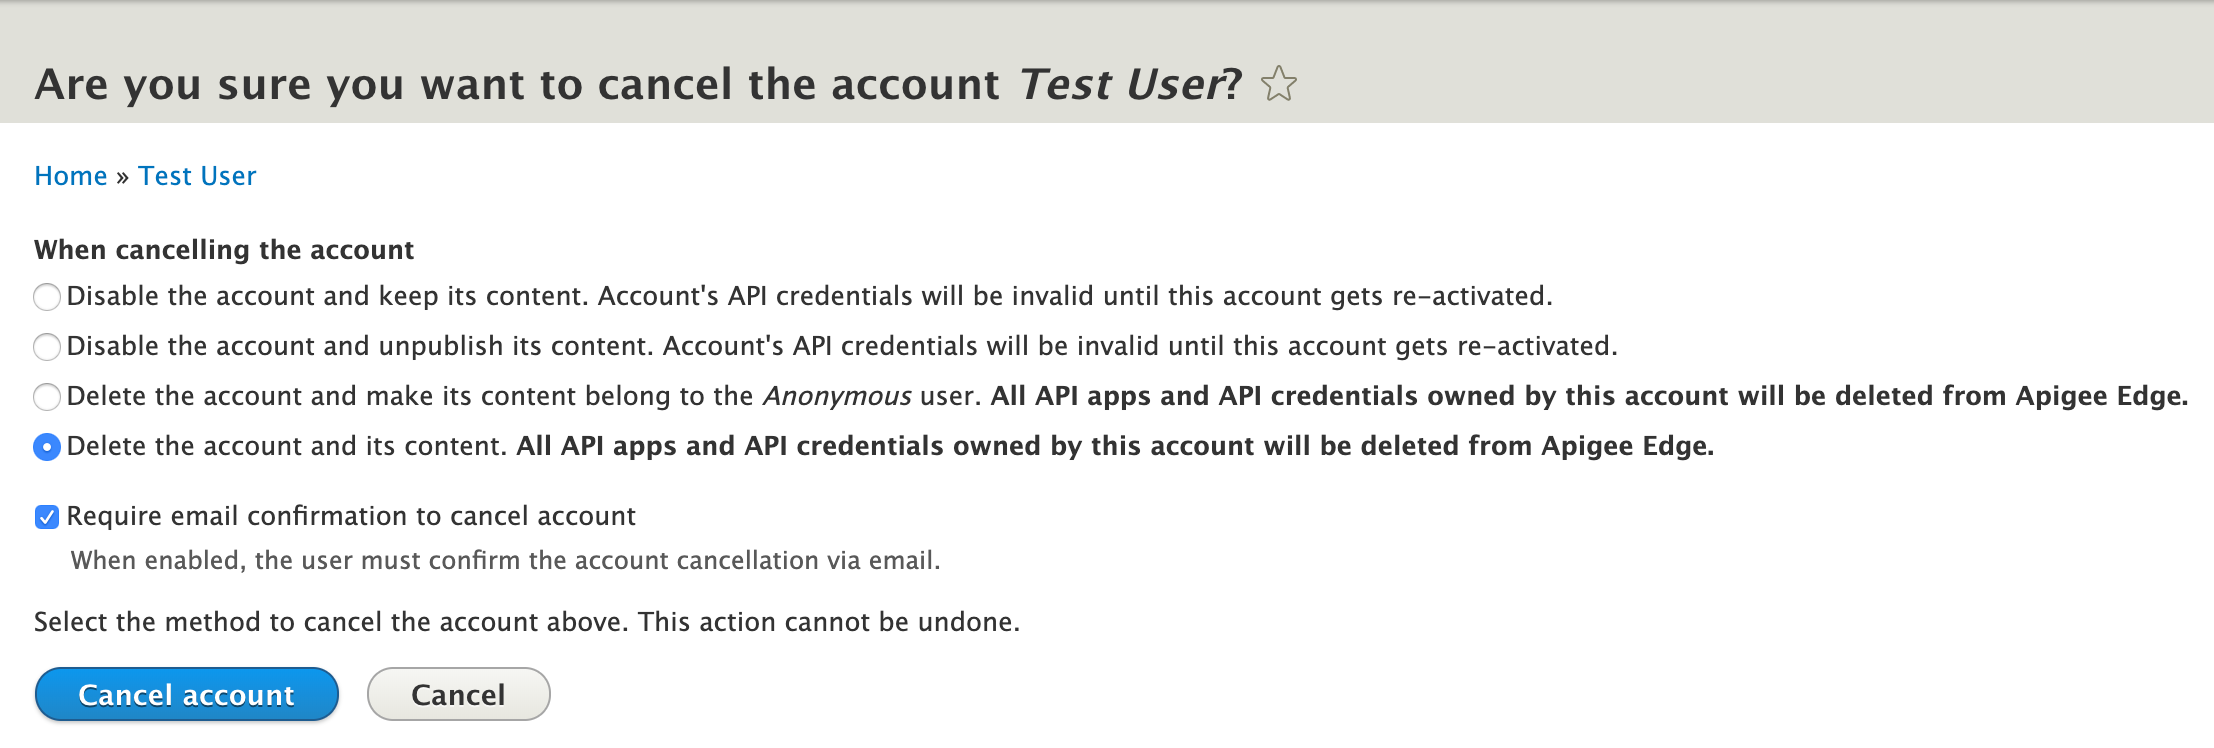 Are you sure you want to cancel the account Test User?
Home » Test User
When cancelling the account
Disable the account and keep its content. Account's API credentials will be invalid until this account gets re-activated.
Disable the account and unpublish its content. Account's API credentials will be invalid until this account gets re-activated.
Delete the account and make its content belong to the Anonymous user. All API apps and API credentials owned by this account will be deleted from Apigee Edge.
Delete the account and its content. All API apps and API credentials owned by this account will be deleted from Apigee Edge.
Require email confirmation to cancel account
When enabled, the user must confirm the account cancellation via email.
Select the method to cancel the account above. This action cannot be undone.
Cancel account Cancel